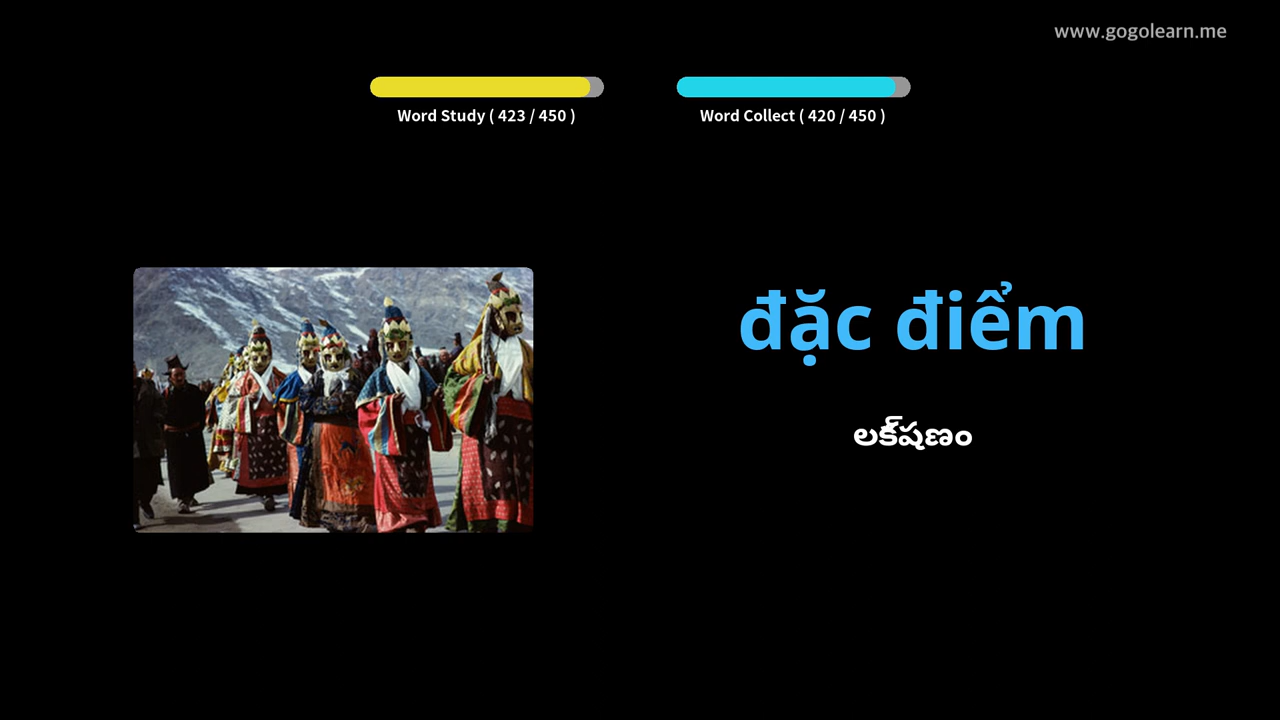 www.gogolearn.me
Word Study ( 423 / 450 )
Word Collect ( 420 / 450 )
đặc điểm
లక్‌షణం